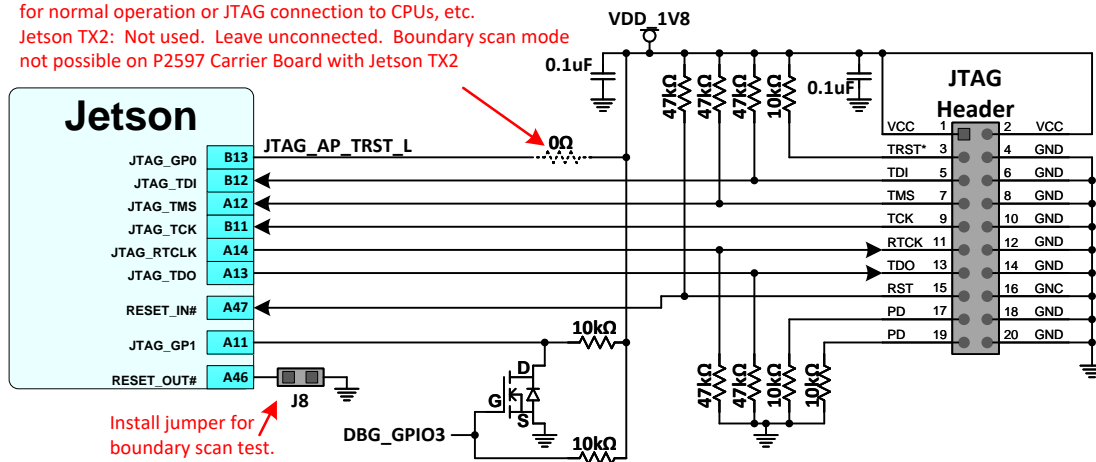 for normal operation or JTAG connection to CPUs, etc.
Jetson TX2:  Not used.  Leave unconnected.  Boundary scan mode
not possible on P2597 Carrier Board with Jetson TX2
VDD_1V8
0.1uF
47kΩ
47kΩ
47kΩ
10kΩ
0.1uF
JTAG
Header
Jetson
VCC 1 2 VCC
JTAG_GP0 B13 JTAG_AP_TRST_L 0Ω TRST* 3 4 GND
JTAG_TDI B12 TDI 5 6 GND
JTAG_TMS A12 TMS 7 8 GND
JTAG_TCK B11 TCK 9 10 GND
JTAG_RTCLK A14 RTCK 11 12 GND
JTAG_TDO A13 TDO 13 14 GND
RESET_IN# A47 RST 15 16 GNC
PD 17 18 GND
JTAG_GP1 A11 10kΩ PD 19 20 GND
RESET_OUT# A46
J8
D
G
S
47kΩ
47kΩ
10kΩ
10kΩ
Install jumper for
boundary scan test.
DBG_GPIO3
10kΩ